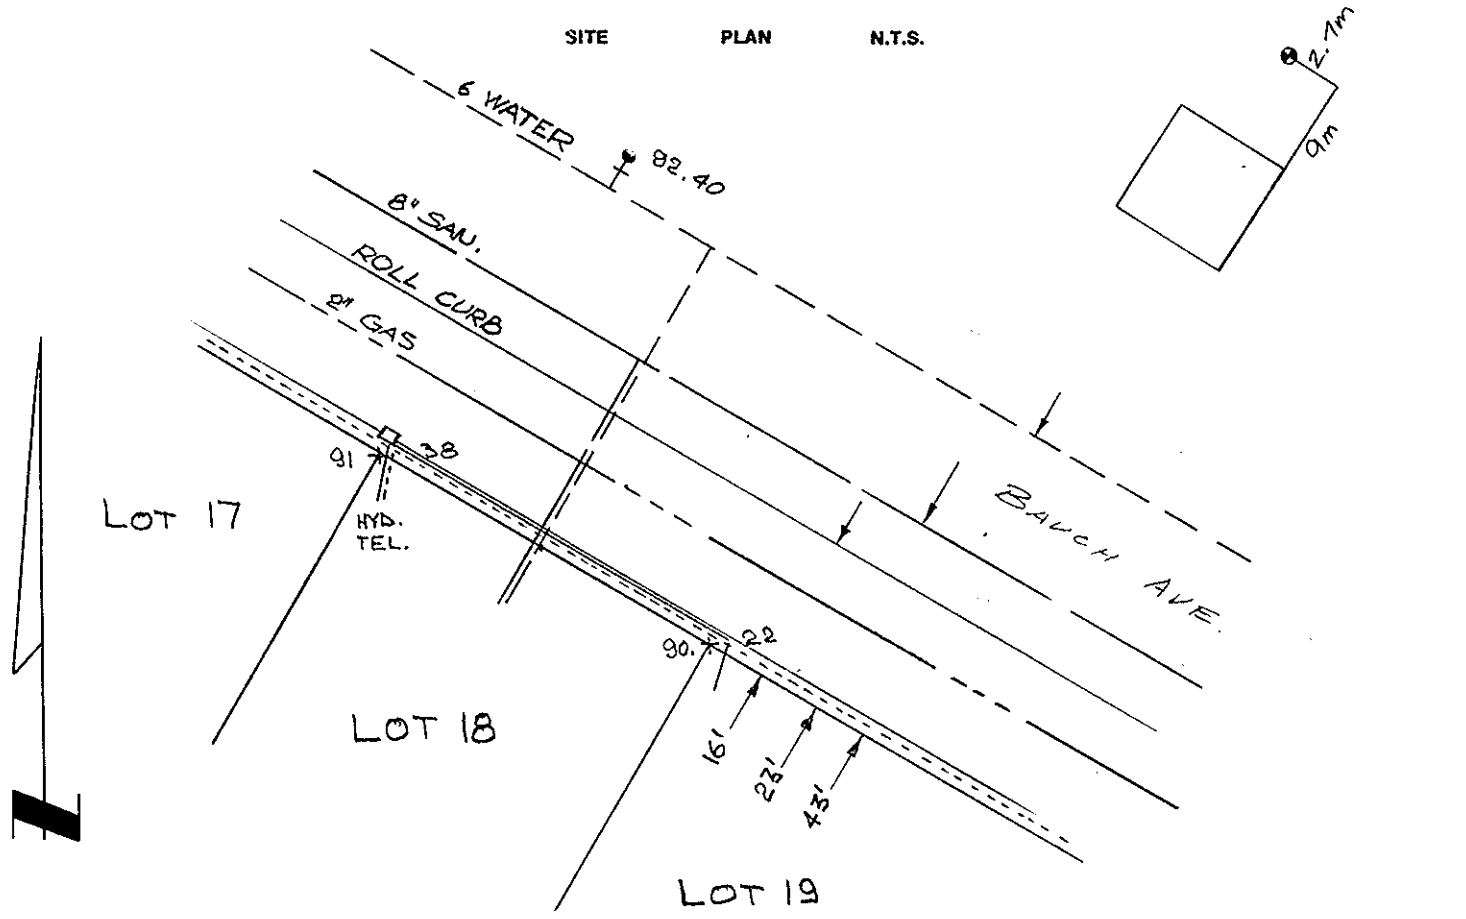 SITE PLAN N.T.S.
2.7m
9m
6 WATER
82.40
8" SAN.
ROLL CURB
2" GAS
91
38
HYD.
TEL.
LOT 17
BAUCH AVE.
90.
22
LOT 18
16'
23'
43'
LOT 19